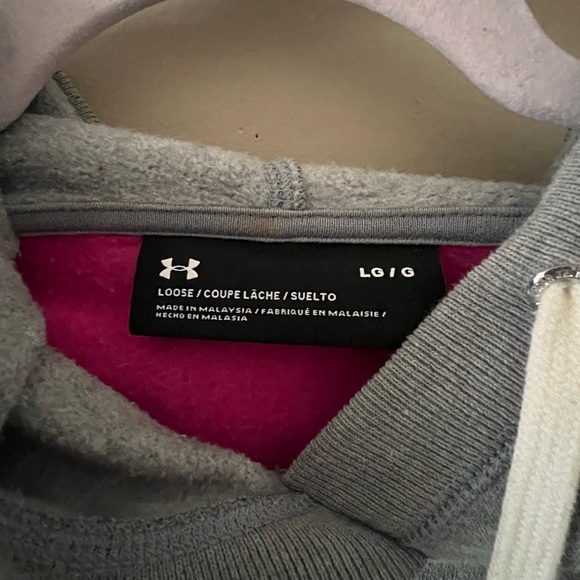 LG / G
LOOSE / COUPE LÂCHE / SUELTO
MADE IN MALAYSIA / FABRIQUÉ EN MALAISIE /
HECHO EN MALASIA